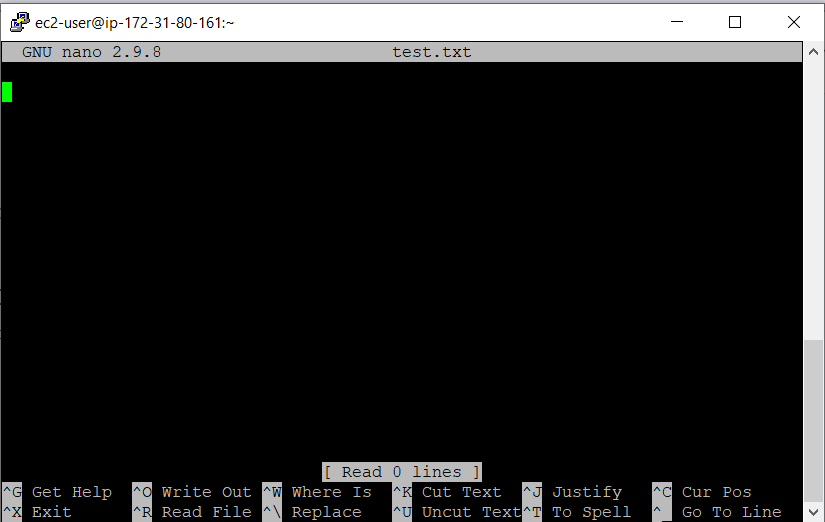 ec2-user@ip-172-31-80-161:~
GNU nano 2.9.8 test.txt
[ Read 0 lines ]
^G Get Help ^O Write Out ^W Where Is ^K Cut Text ^J Justify ^C Cur Pos
^X Exit ^R Read File ^\ Replace ^U Uncut Text ^T To Spell ^_ Go To Line